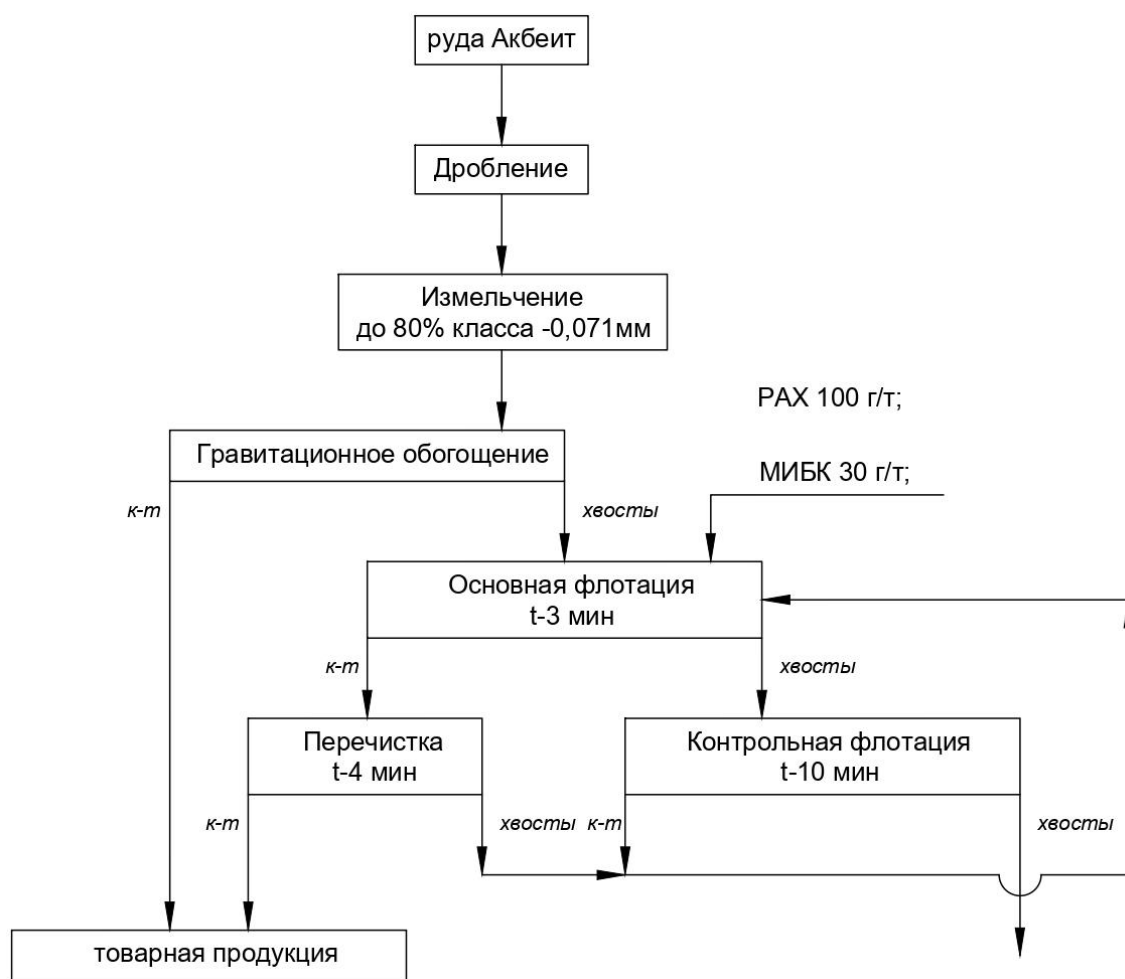 руда Акбеит
Дробление
Измельчение
до 80% класса -0,071мм
РАХ 100 г/т;
Гравитационное обогощение
МИБК 30 г/т;
к-т
хвосты
Основная флотация
t-3 мин
к-т
хвосты
Перечистка
t-4 мин
Контрольная флотация
t-10 мин
к-т
хвосты
к-т
хвосты
товарная продукция